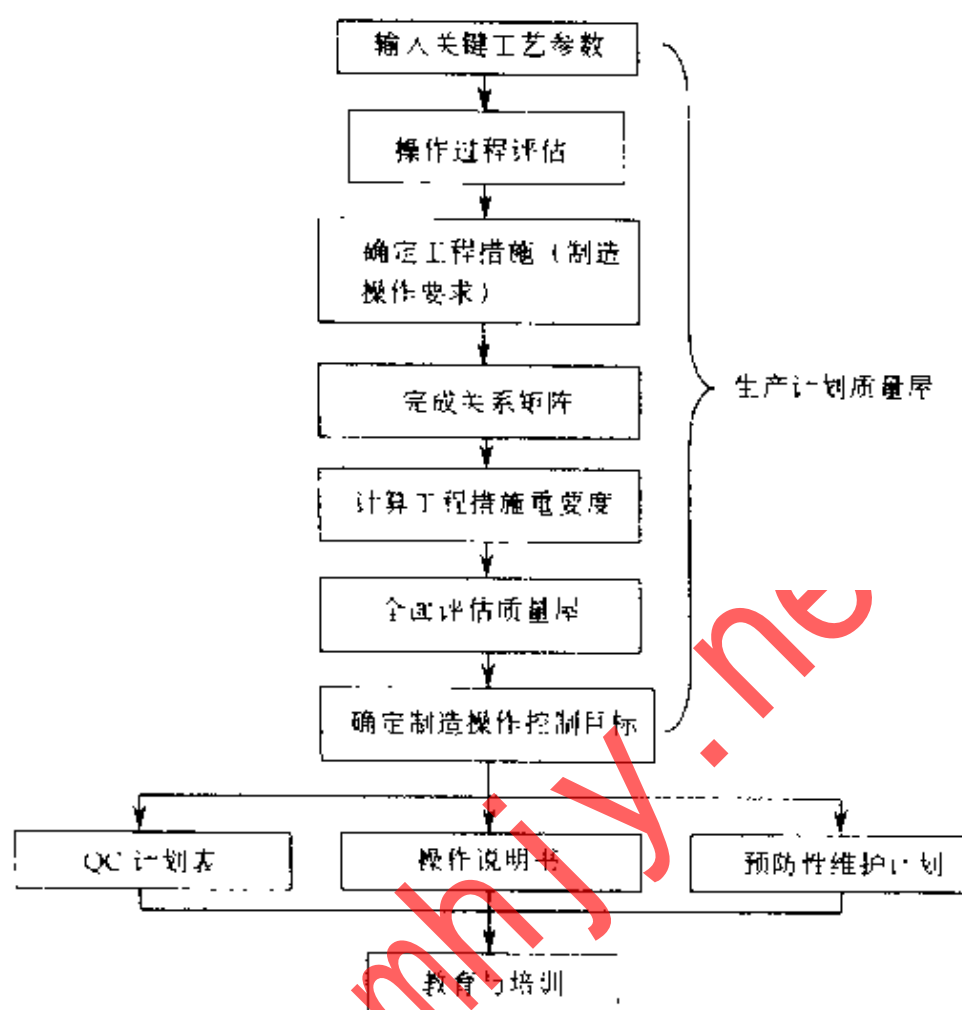 输入关键工艺参数
操作过程评估
确定工程措施（制造
操作要求）
完成关系矩阵
生产计划质量屋
计算工程措施重要度
全面评估质量屋
确定制造操作控制目标
QC 计划表
操作说明书
预防性维护计划
教育与培训
mhjy.ne